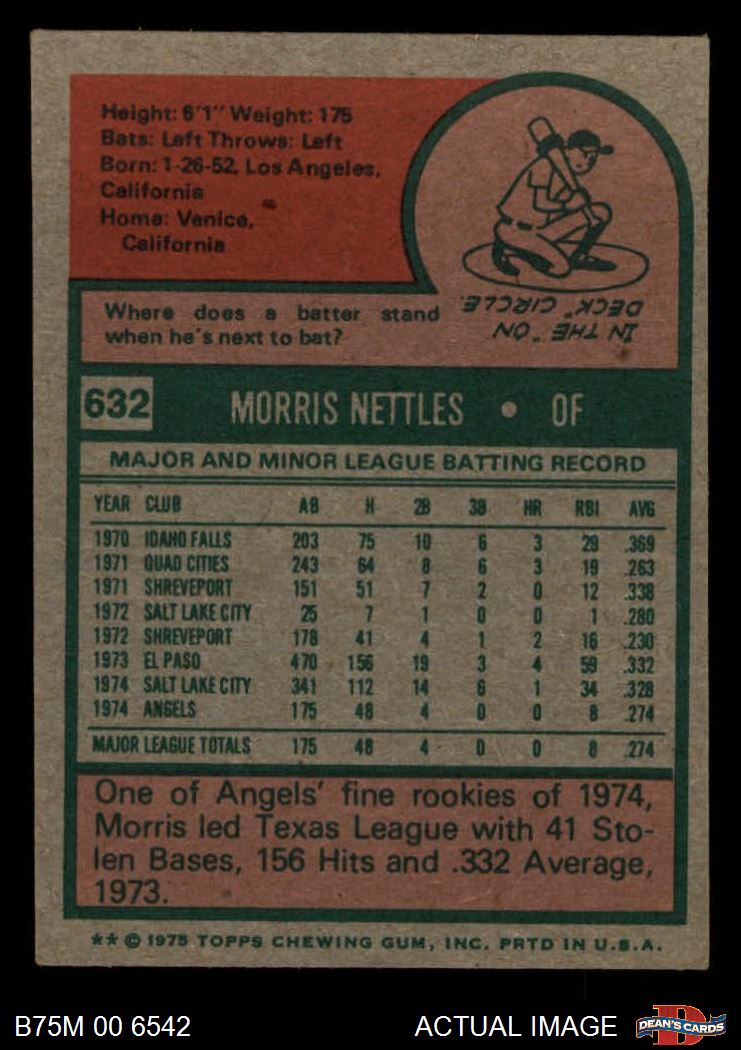 Height: 6'1" Weight: 175
Bats: Left Throws: Left
Born: 1-26-52, Los Angeles,
California
Home: Venice,
California
Where does a batter stand
when he's next to bat?
IN THE "ON
DECK" CIRCLE.
632 MORRIS NETTLES • OF
MAJOR AND MINOR LEAGUE BATTING RECORD
YEAR CLUB AB H 2B 3B HR RBI AVG
1970 IDAHO FALLS 203 75 10 6 3 29 .369
1971 QUAD CITIES 243 64 8 6 3 19 .263
1971 SHREVEPORT 151 51 7 2 0 12 .338
1972 SALT LAKE CITY 25 7 1 0 0 1 .280
1972 SHREVEPORT 178 41 4 1 2 16 .230
1973 EL PASO 470 156 19 3 4 59 .332
1974 SALT LAKE CITY 341 112 14 6 1 34 .328
1974 ANGELS 175 48 4 0 0 8 .274
MAJOR LEAGUE TOTALS 175 48 4 0 0 8 .274
One of Angels' fine rookies of 1974,
Morris led Texas League with 41 Sto-
len Bases, 156 Hits and .332 Average,
1973.
** © 1975 TOPPS CHEWING GUM, INC. PRTD IN U.S.A.
B75M 00 6542 ACTUAL IMAGE DEAN'S CARDS